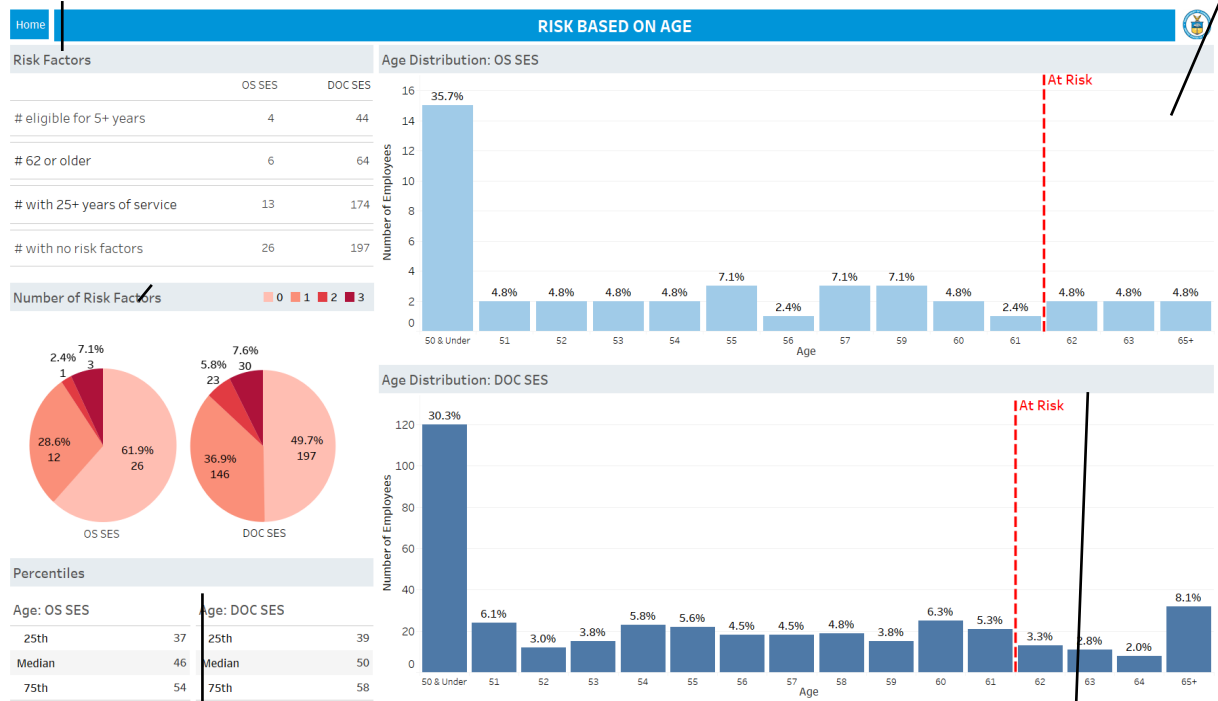 Home
RISK BASED ON AGE
Risk Factors
OS SES DOC SES
# eligible for 5+ years 4 44
# 62 or older 6 64
# with 25+ years of service 13 174
# with no risk factors 26 197
Number of Risk Factors 0 1 2 3
2.4% 1
7.1% 3
28.6% 12
61.9% 26
OS SES
5.8% 23
7.6% 30
36.9% 146
49.7% 197
DOC SES
Percentiles
Age: OS SES
25th 37
Median 46
75th 54
Age: DOC SES
25th 39
Median 50
75th 58
Age Distribution: OS SES
At Risk
Number of Employees
16
14
12
10
8
6
4
2
0
35.7% 4.8% 4.8% 4.8% 4.8% 7.1% 2.4% 7.1% 7.1% 4.8% 2.4% 4.8% 4.8% 4.8%
50 & Under 51 52 53 54 55 56 57 59 60 61 62 63 65+
Age
Age Distribution: DOC SES
At Risk
Number of Employees
120
100
80
60
40
20
0
30.3% 6.1% 3.0% 3.8% 5.8% 5.6% 4.5% 4.5% 4.8% 3.8% 6.3% 5.3% 3.3% 2.8% 2.0% 8.1%
50 & Under 51 52 53 54 55 56 57 58 59 60 61 62 63 64 65+
Age